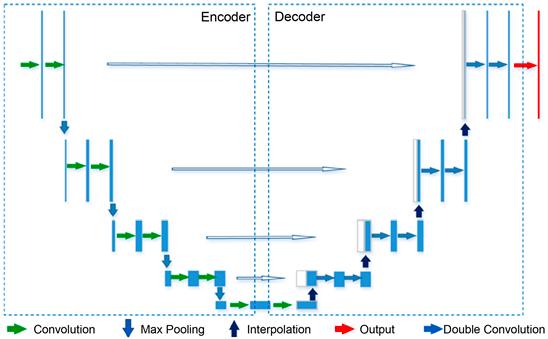 Encoder Decoder
Convolution Max Pooling Interpolation Output Double Convolution